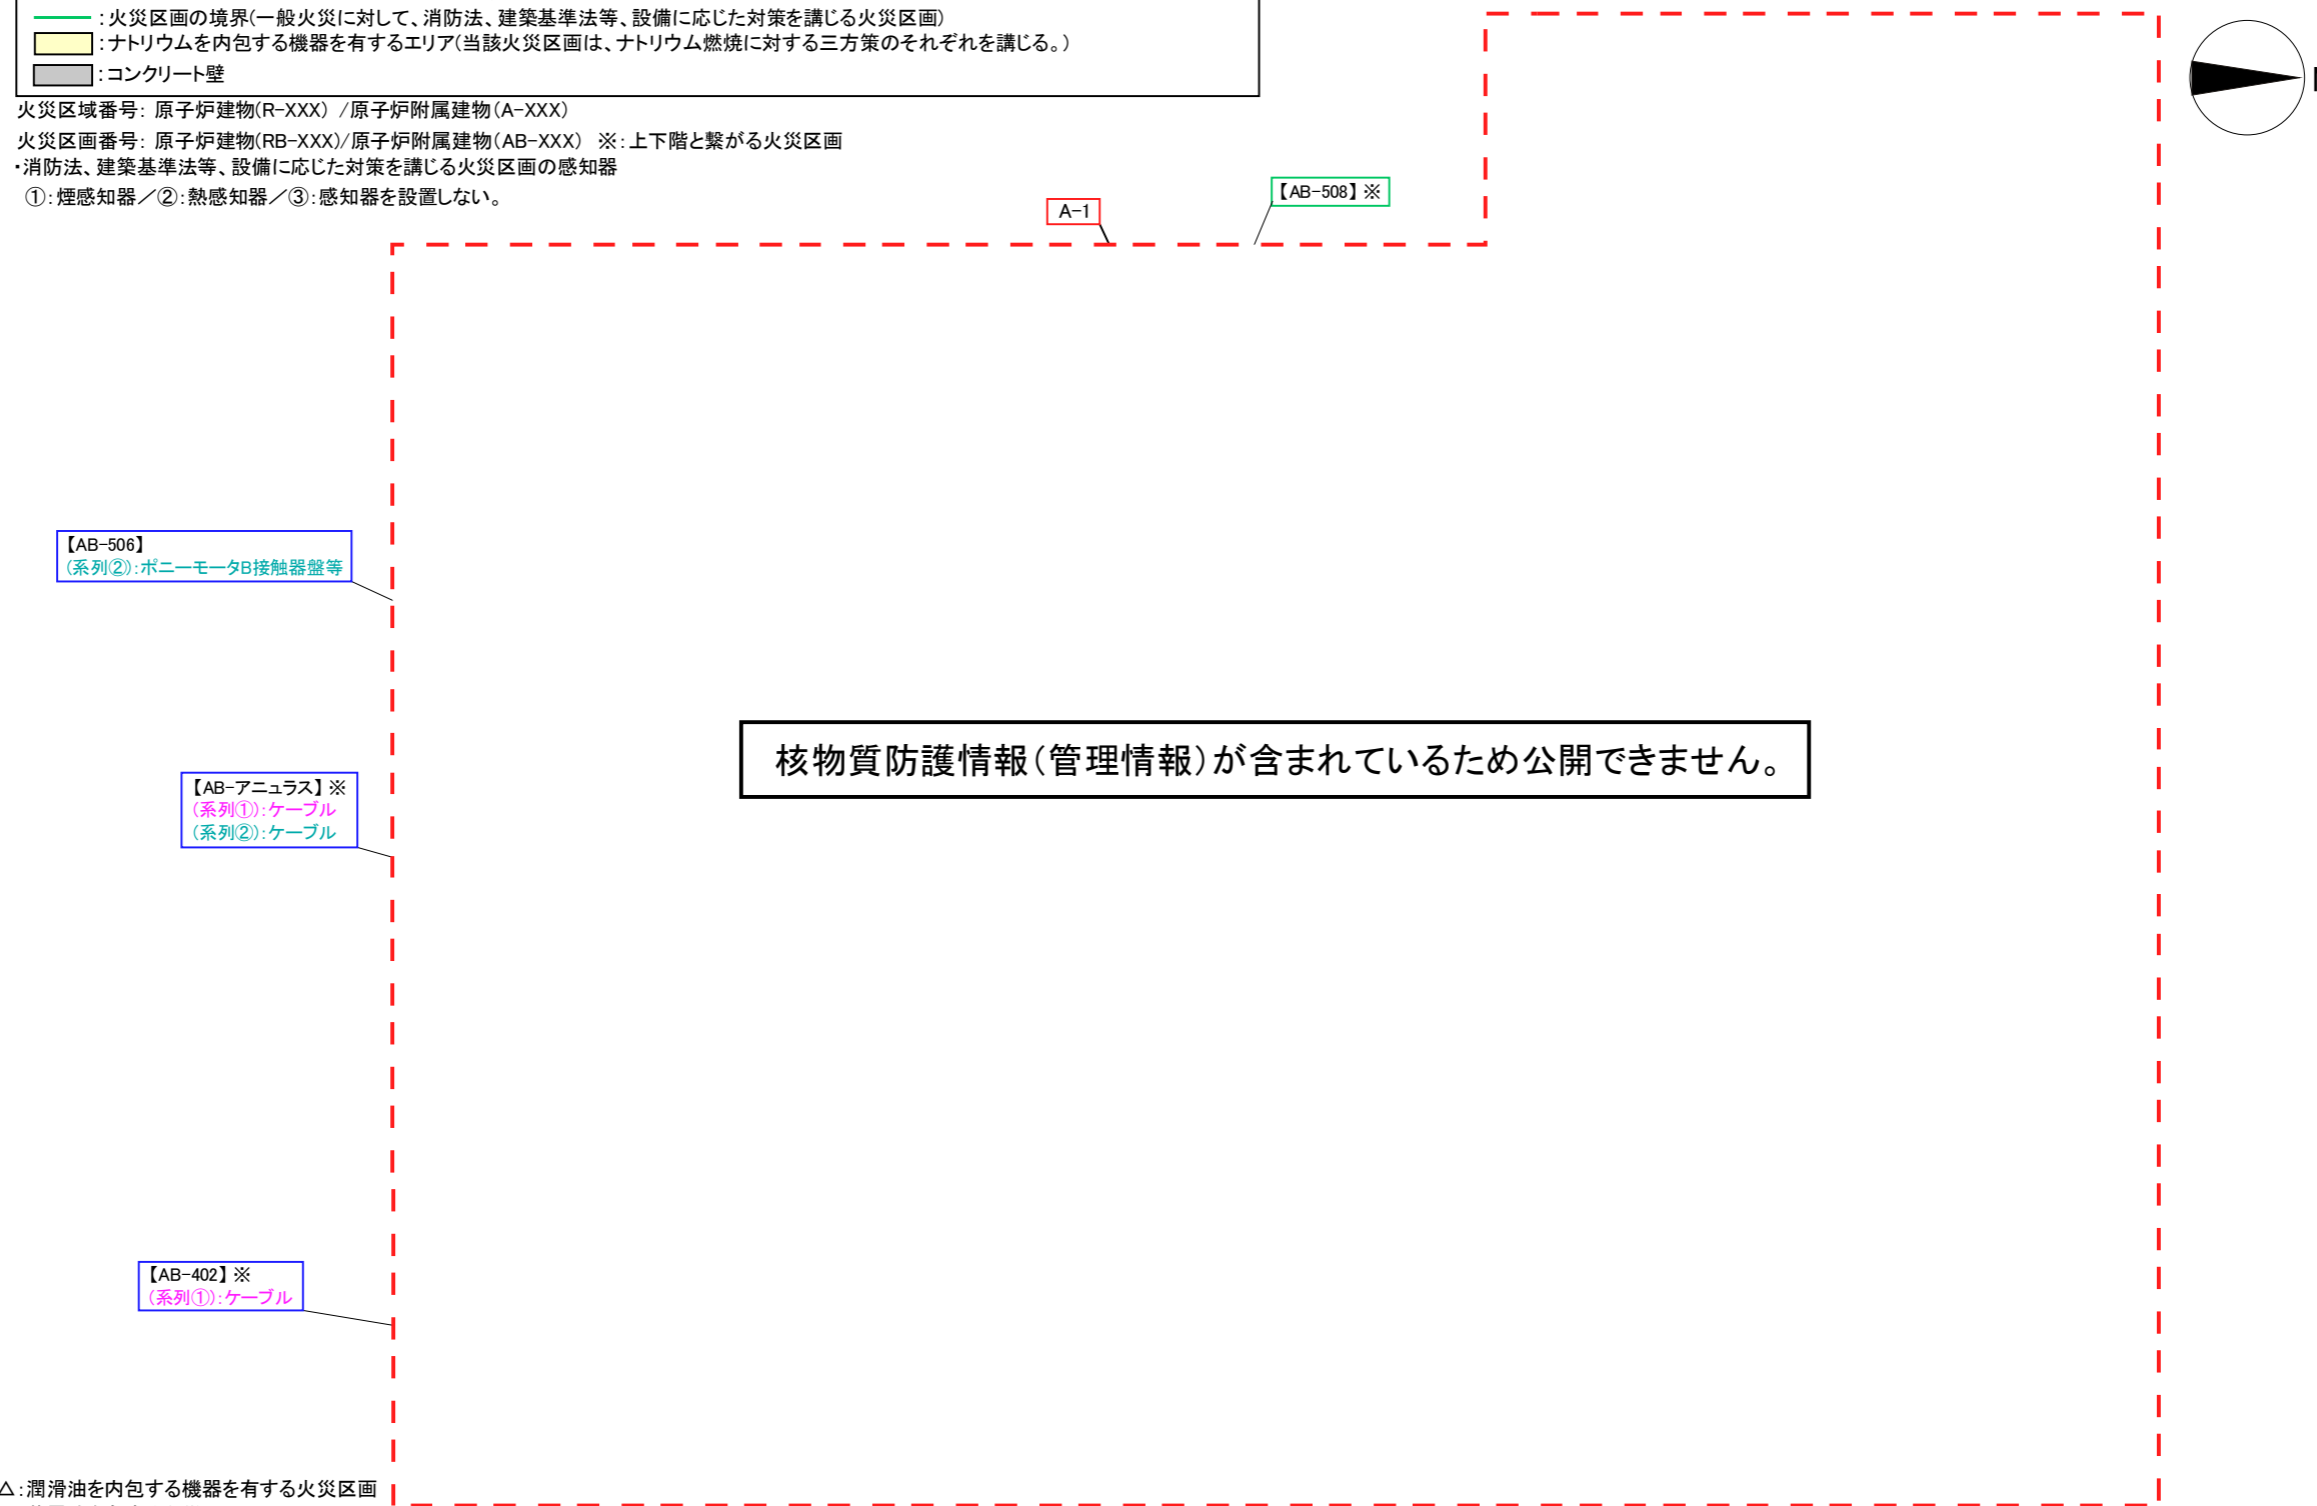 ：火災区画の境界(一般火災に対して、消防法、建築基準法等、設備に応じた対策を講じる火災区画)
：ナトリウムを内包する機器を有するエリア(当該火災区画は、ナトリウム燃焼に対する三方策のそれぞれを講じる。)
：コンクリート壁
火災区域番号： 原子炉建物(R-XXX) /原子炉附属建物(A-XXX)
火災区画番号： 原子炉建物(RB-XXX)/原子炉附属建物(AB-XXX) ※：上下階と繋がる火災区画
・消防法、建築基準法等、設備に応じた対策を講じる火災区画の感知器
①：煙感知器／②：熱感知器／③：感知器を設置しない。
【AB-508】※
A-1
【AB-506】
(系列②)：ポニーモータB接触器盤等
核物質防護情報(管理情報)が含まれているため公開できません。
【AB-アニュラス】※
(系列①)：ケーブル
(系列②)：ケーブル
【AB-402】※
(系列①)：ケーブル
△：潤滑油を内包する機器を有する火災区画